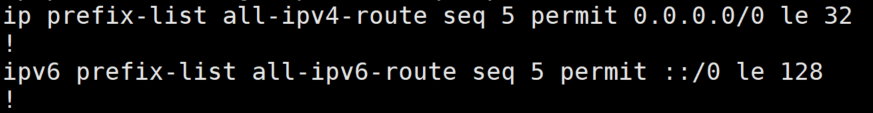 ip prefix-list all-ipv4-route seq 5 permit 0.0.0.0/0 le 32
!
ipv6 prefix-list all-ipv6-route seq 5 permit ::/0 le 128
!